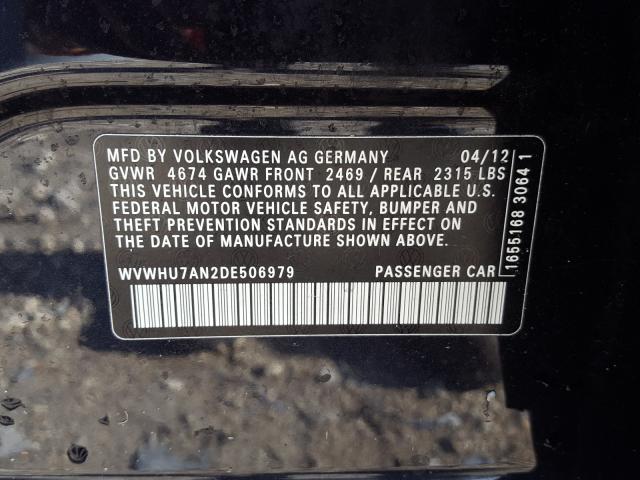 MFD BY VOLKSWAGEN AG GERMANY 04/12
GVWR 4674 GAWR FRONT 2469 / REAR 2315 LBS
THIS VEHICLE CONFORMS TO ALL APPLICABLE U.S.
FEDERAL MOTOR VEHICLE SAFETY, BUMPER AND
THEFT PREVENTION STANDARDS IN EFFECT ON
THE DATE OF MANUFACTURE SHOWN ABOVE.
WVWHU7AN2DE506979 PASSENGER CAR
1655168 3064 1